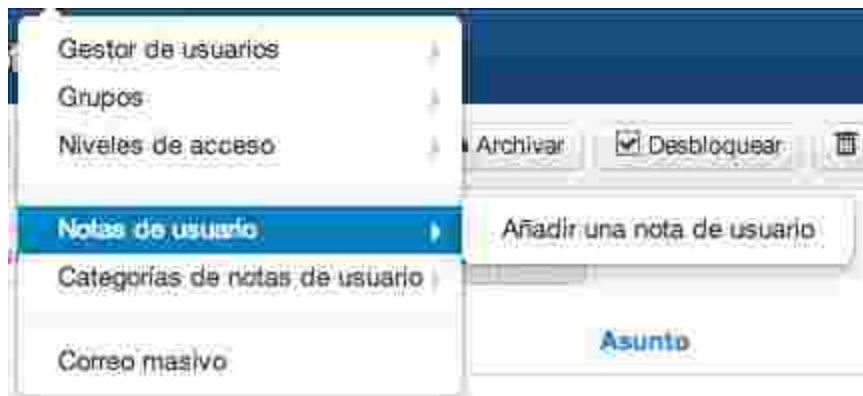 Gestor de usuarios
Grupos
Niveles de acceso
Archivar
Desbloquear
Notas de usuario
Añadir una nota de usuario
Categorías de notas de usuario
Asunto
Correo masivo